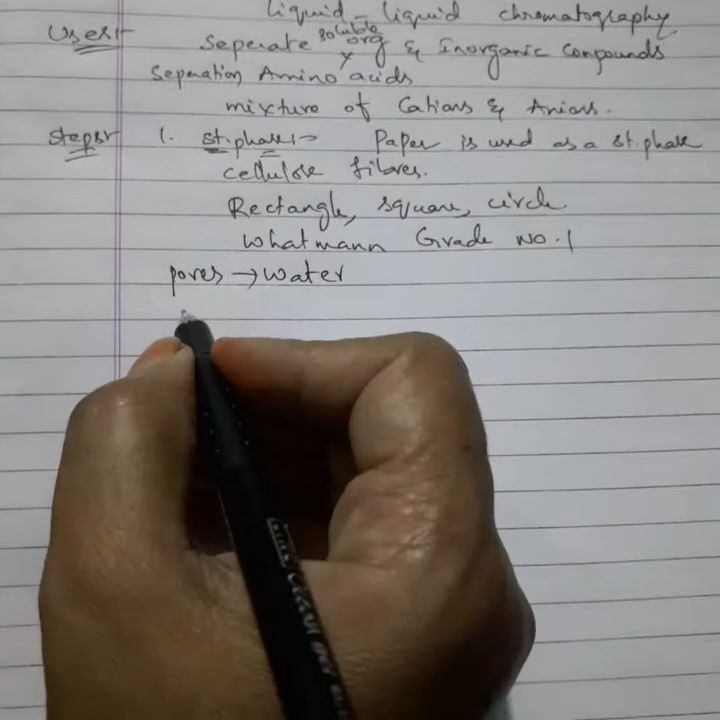 liquid - liquid chromatography
Uses:-
seperate soluble org & Inorganic Compounds
Seperation Amino acids
mixture of Cations & Anions.
Steps:- 1. st. phase :- Paper is used as a st. phase
cellulose fibres.
Rectangle, square, circle.
Whatmann Grade No. 1
pores → water